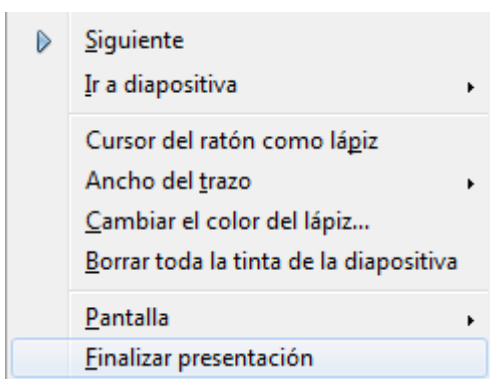 Siguiente
Ir a diapositiva
Cursor del ratón como lápiz
Ancho del trazo
Cambiar el color del lápiz...
Borrar toda la tinta de la diapositiva
Pantalla
Finalizar presentación